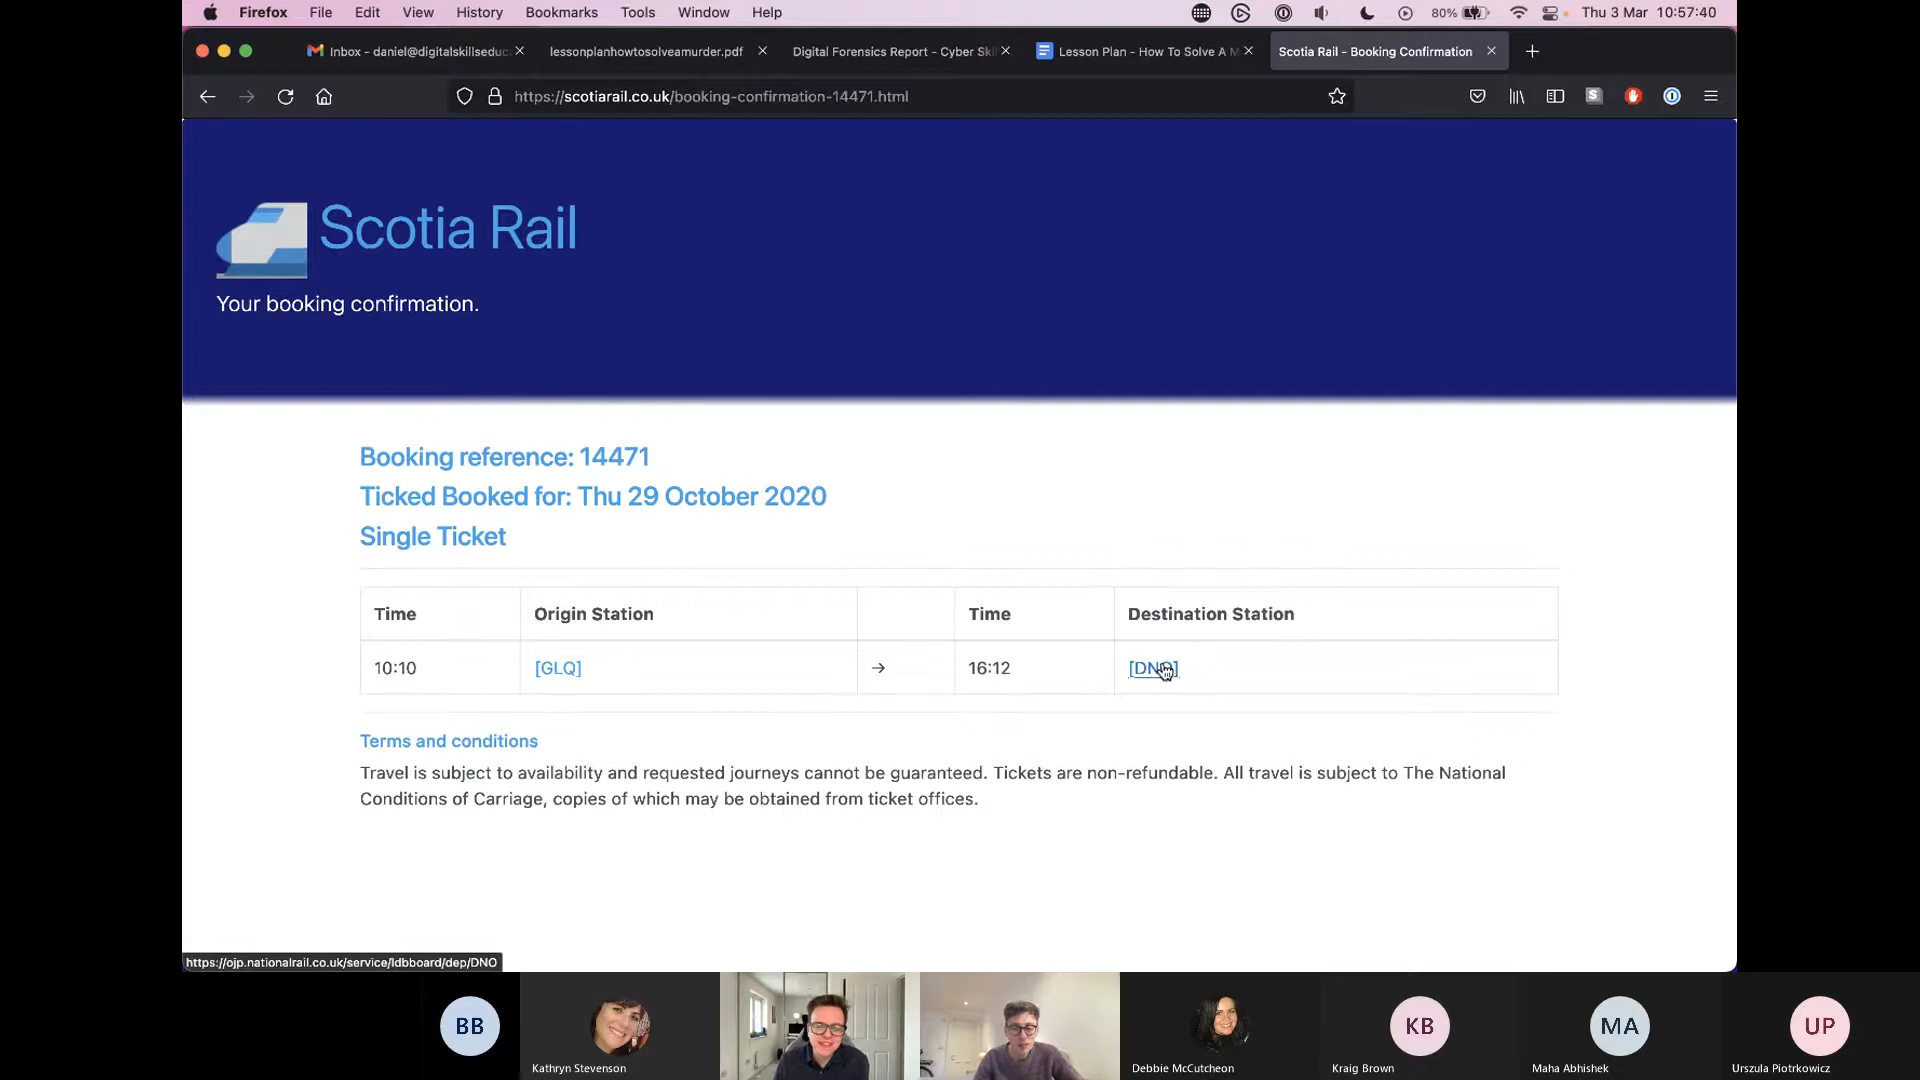 Firefox File Edit View History Bookmarks Tools Window Help 80% Thu 3 Mar 10:57:40
Inbox - daniel@digitalskillseduc lessonplanhowtosolveamurder.pdf Digital Forensics Report - Cyber Ski Lesson Plan - How To Solve A M Scotia Rail - Booking Confirmation
https://scotiarail.co.uk/booking-confirmation-14471.html
Scotia Rail
Your booking confirmation.
Booking reference: 14471
Ticked Booked for: Thu 29 October 2020
Single Ticket
Time Origin Station Time Destination Station
10:10 [GLQ] → 16:12 [DNO]
Terms and conditions
Travel is subject to availability and requested journeys cannot be guaranteed. Tickets are non-refundable. All travel is subject to The National
Conditions of Carriage, copies of which may be obtained from ticket offices.
https://ojp.nationalrail.co.uk/service/ldbboard/dep/DNO
BB KB MA UP
Kathryn Stevenson Debbie McCutcheon Kraig Brown Maha Abhishek Urszula Piotrkowicz